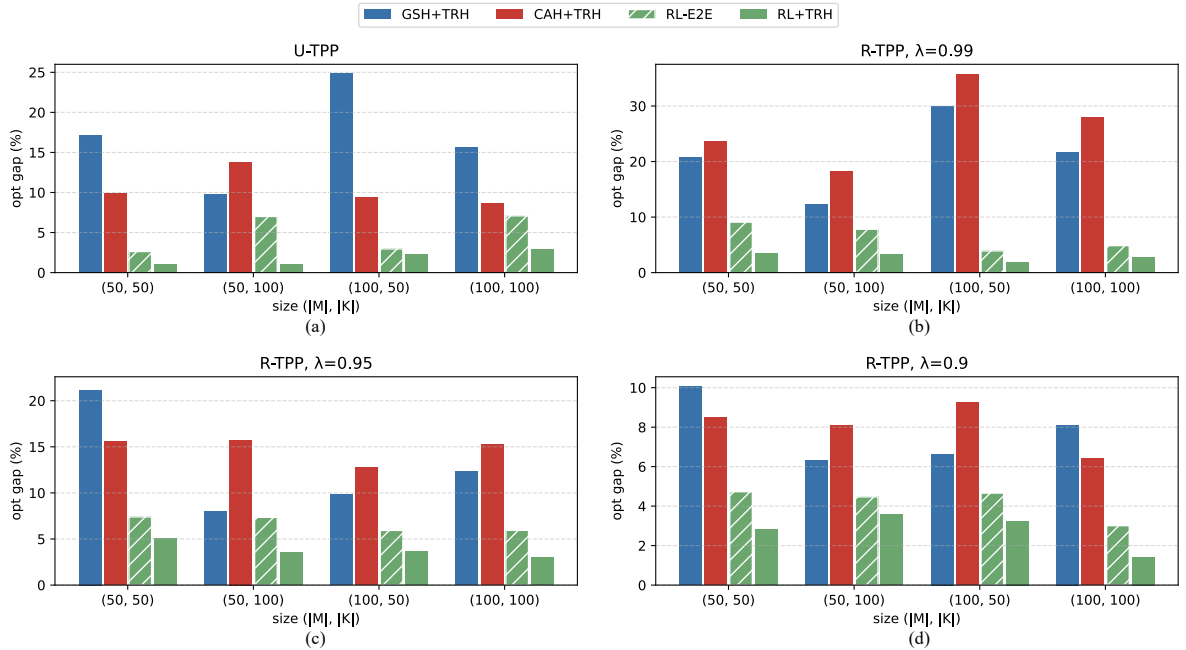 GSH+TRH CAH+TRH RL-E2E RL+TRH
U-TPP
opt gap (%)
25
20
15
10
5
0
(50, 50) (50, 100) (100, 50) (100, 100)
size (|M|, |K|)
(a)
R-TPP, λ=0.99
opt gap (%)
30
20
10
0
(50, 50) (50, 100) (100, 50) (100, 100)
size (|M|, |K|)
(b)
R-TPP, λ=0.95
opt gap (%)
20
15
10
5
0
(50, 50) (50, 100) (100, 50) (100, 100)
size (|M|, |K|)
(c)
R-TPP, λ=0.9
opt gap (%)
10
8
6
4
2
0
(50, 50) (50, 100) (100, 50) (100, 100)
size (|M|, |K|)
(d)